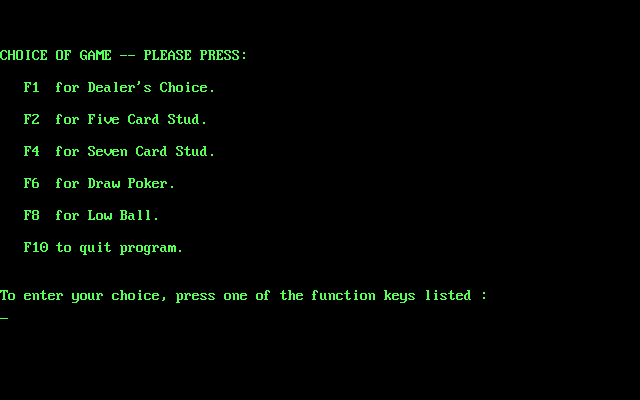 CHOICE OF GAME -- PLEASE PRESS:
F1  for Dealer's Choice.
F2  for Five Card Stud.
F4  for Seven Card Stud.
F6  for Draw Poker.
F8  for Low Ball.
F10 to quit program.
To enter your choice, press one of the function keys listed :
_